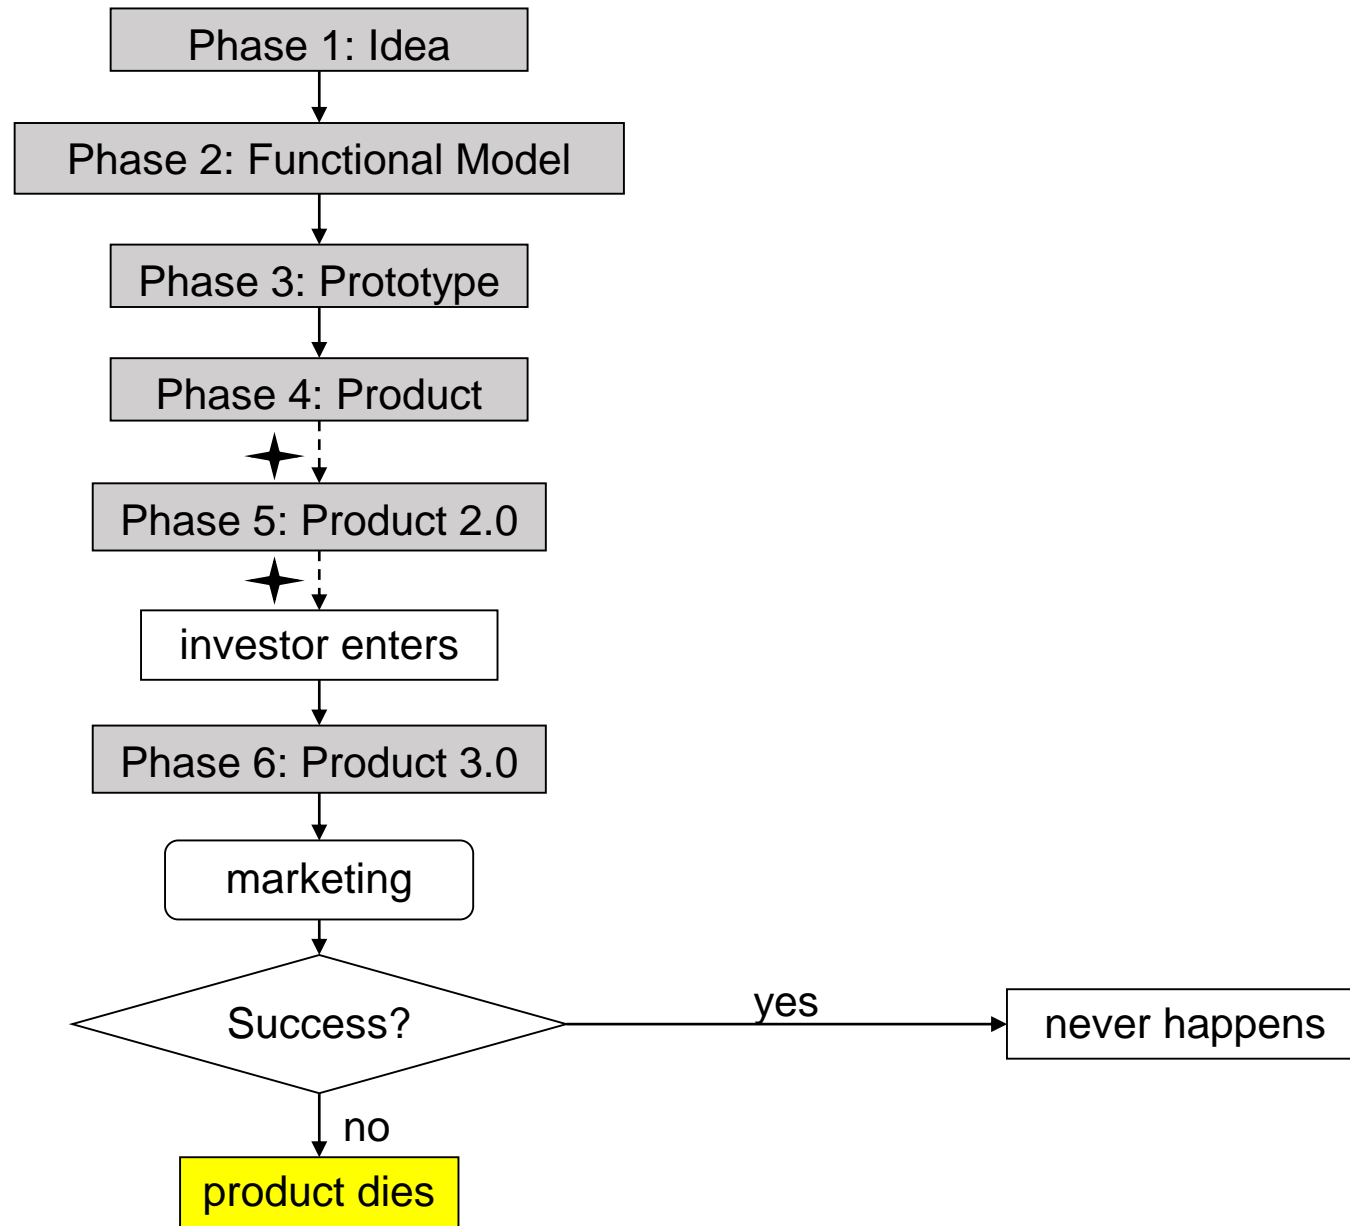 Phase 1: Idea
Phase 2: Functional Model
Phase 3: Prototype
Phase 4: Product
Phase 5: Product 2.0
investor enters
Phase 6: Product 3.0
marketing
Success?
yes
never happens
no
product dies